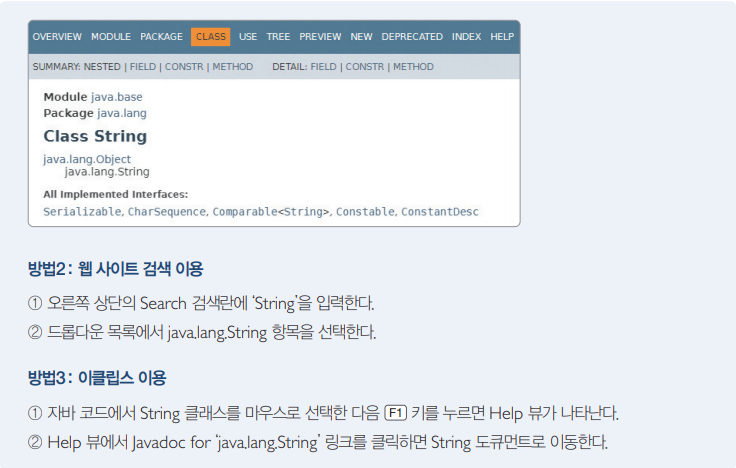 OVERVIEW MODULE PACKAGE CLASS USE TREE PREVIEW NEW DEPRECATED INDEX HELP
SUMMARY: NESTED | FIELD | CONSTR | METHOD DETAIL: FIELD | CONSTR | METHOD
Module java.base
Package java.lang
Class String
java.lang.Object
java.lang.String
All Implemented Interfaces:
Serializable, CharSequence, Comparable<String>, Constable, ConstantDesc
방법2 : 웹 사이트 검색 이용
① 오른쪽 상단의 Search 검색란에 ‘String’을 입력한다.
② 드롭다운 목록에서 java.lang.String 항목을 선택한다.
방법3 : 이클립스 이용
① 자바 코드에서 String 클래스를 마우스로 선택한 다음 F1 키를 누르면 Help 뷰가 나타난다.
② Help 뷰에서 Javadoc for ‘java.lang.String’ 링크를 클릭하면 String 도큐먼트로 이동한다.